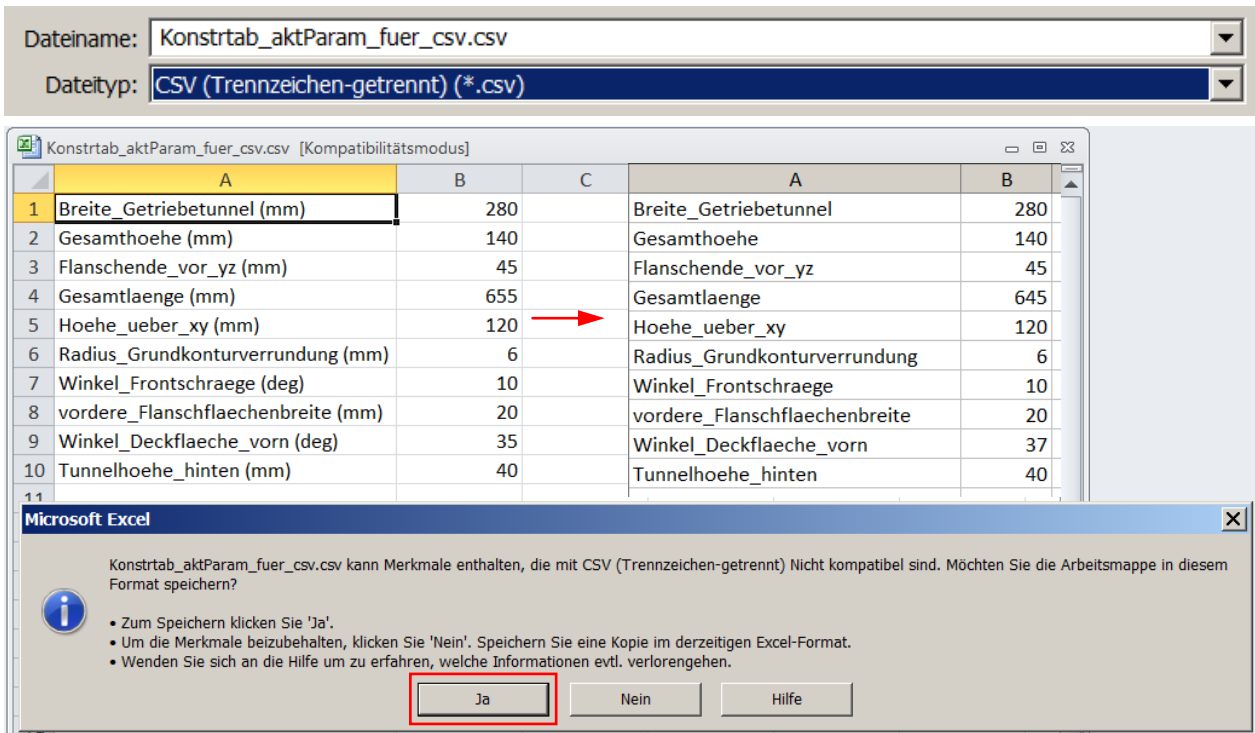 Dateiname: Konstrtab_aktParam_fuer_csv.csv
Dateityp: CSV (Trennzeichen-getrennt) (*.csv)
Konstrtab_aktParam_fuer_csv.csv [Kompatibilitätsmodus]
A B C A B
1 Breite_Getriebetunnel (mm) 280 Breite_Getriebetunnel 280
2 Gesamthoehe (mm) 140 Gesamthoehe 140
3 Flanschende_vor_yz (mm) 45 Flanschende_vor_yz 45
4 Gesamtlaenge (mm) 655 Gesamtlaenge 645
5 Hoehe_ueber_xy (mm) 120 Hoehe_ueber_xy 120
6 Radius_Grundkonturverrundung (mm) 6 Radius_Grundkonturverrundung 6
7 Winkel_Frontschraege (deg) 10 Winkel_Frontschraege 10
8 vordere_Flanschflaechenbreite (mm) 20 vordere_Flanschflaechenbreite 20
9 Winkel_Deckflaeche_vorn (deg) 35 Winkel_Deckflaeche_vorn 37
10 Tunnelhoehe_hinten (mm) 40 Tunnelhoehe_hinten 40
11
Microsoft Excel
Konstrtab_aktParam_fuer_csv.csv kann Merkmale enthalten, die mit CSV (Trennzeichen-getrennt) Nicht kompatibel sind. Möchten Sie die Arbeitsmappe in diesem
Format speichern?
• Zum Speichern klicken Sie 'Ja'.
• Um die Merkmale beizubehalten, klicken Sie 'Nein'. Speichern Sie eine Kopie im derzeitigen Excel-Format.
• Wenden Sie sich an die Hilfe um zu erfahren, welche Informationen evtl. verlorengehen.
Ja Nein Hilfe